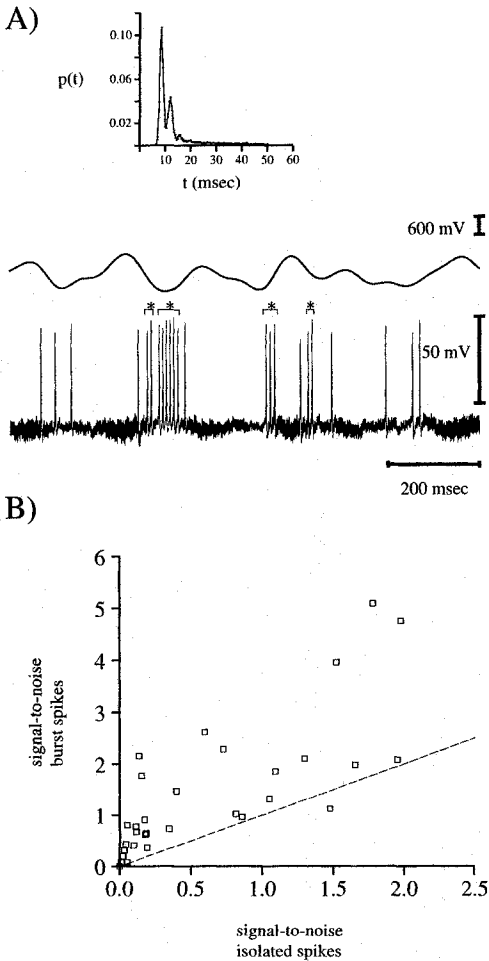 A)
0.10
0.06
0.02
p(t)
10 20 30 40 50 60
t (msec)
600 mV
* * * *
50 mV
200 msec
B)
6
5
4
3
2
1
0
signal-to-noise
burst spikes
0.0 0.5 1.0 1.5 2.0 2.5
signal-to-noise
isolated spikes